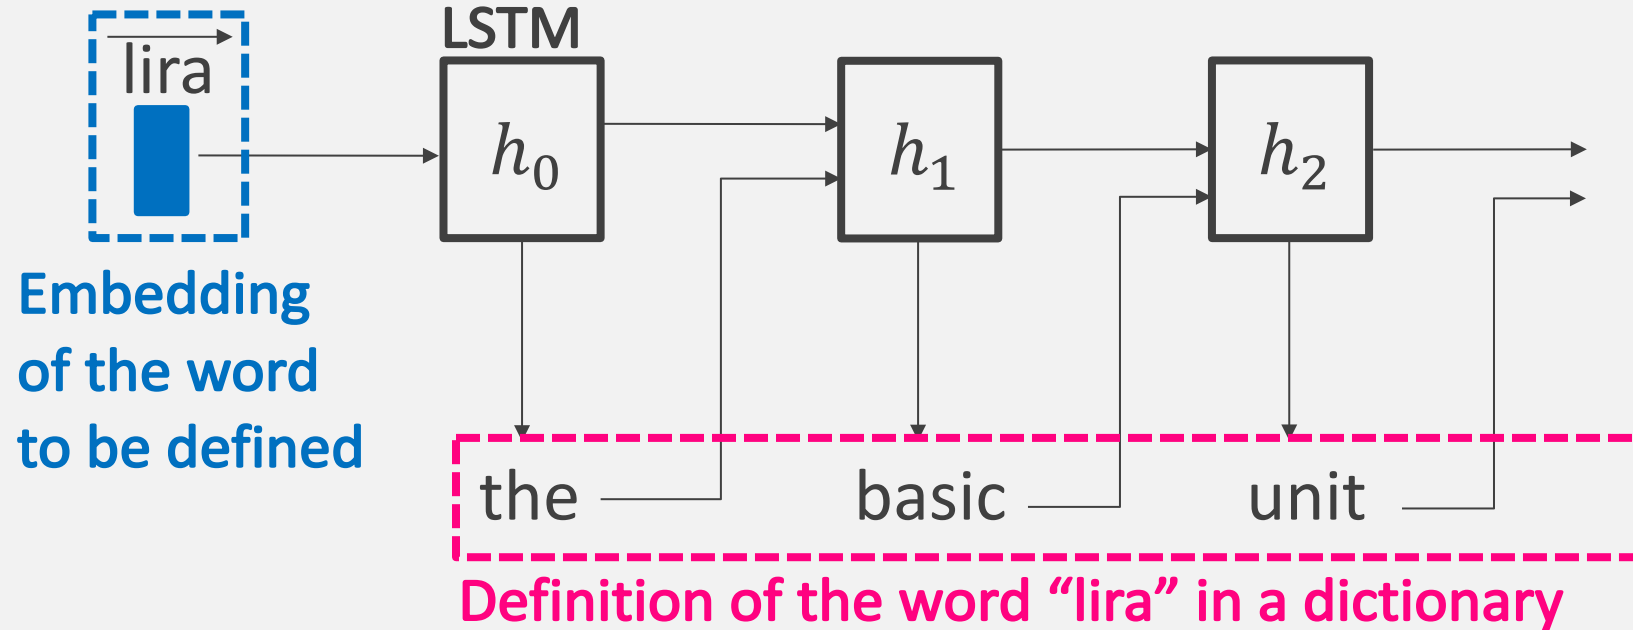 LSTM
lira
h₀
h₁
h₂
Embedding
of the word
to be defined
the
basic
unit
Definition of the word “lira” in a dictionary